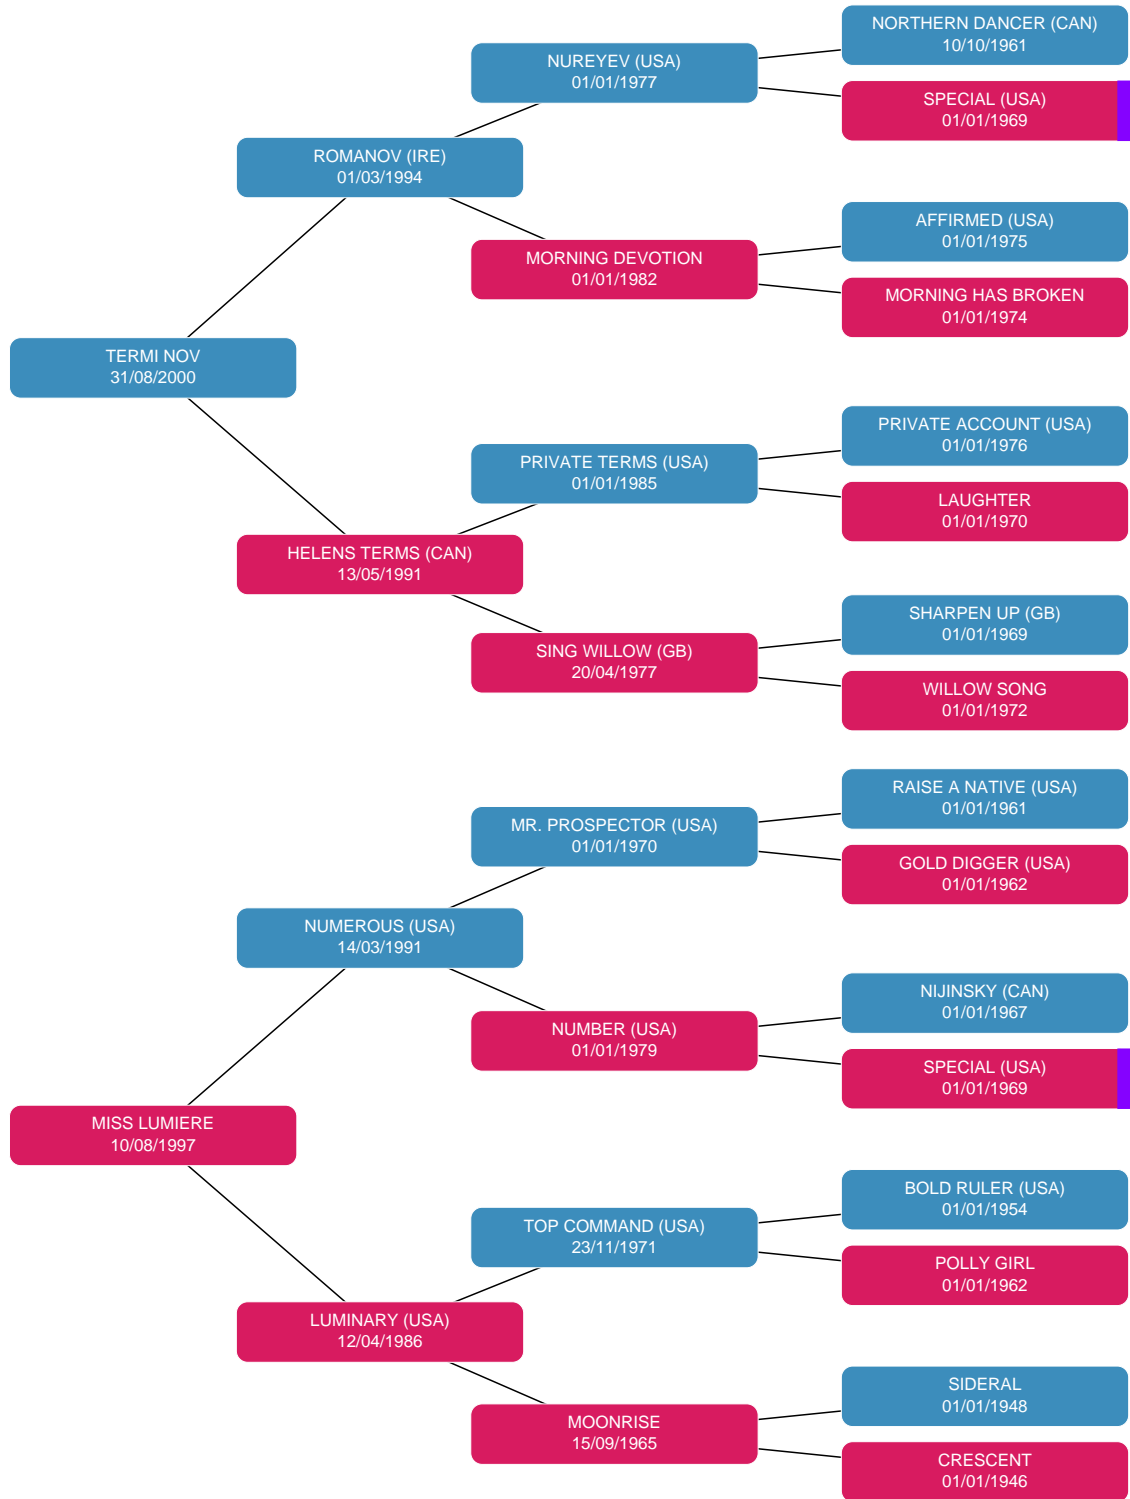 NORTHERN DANCER (CAN)
10/10/1961
NUREYEV (USA)
01/01/1977
SPECIAL (USA)
01/01/1969
ROMANOV (IRE)
01/03/1994
AFFIRMED (USA)
01/01/1975
MORNING DEVOTION
01/01/1982
MORNING HAS BROKEN
01/01/1974
TERMI NOV
31/08/2000
PRIVATE ACCOUNT (USA)
01/01/1976
PRIVATE TERMS (USA)
01/01/1985
LAUGHTER
01/01/1970
HELENS TERMS (CAN)
13/05/1991
SHARPEN UP (GB)
01/01/1969
SING WILLOW (GB)
20/04/1977
WILLOW SONG
01/01/1972
RAISE A NATIVE (USA)
01/01/1961
MR. PROSPECTOR (USA)
01/01/1970
GOLD DIGGER (USA)
01/01/1962
NUMEROUS (USA)
14/03/1991
NIJINSKY (CAN)
01/01/1967
NUMBER (USA)
01/01/1979
SPECIAL (USA)
01/01/1969
MISS LUMIERE
10/08/1997
BOLD RULER (USA)
01/01/1954
TOP COMMAND (USA)
23/11/1971
POLLY GIRL
01/01/1962
LUMINARY (USA)
12/04/1986
SIDERAL
01/01/1948
MOONRISE
15/09/1965
CRESCENT
01/01/1946